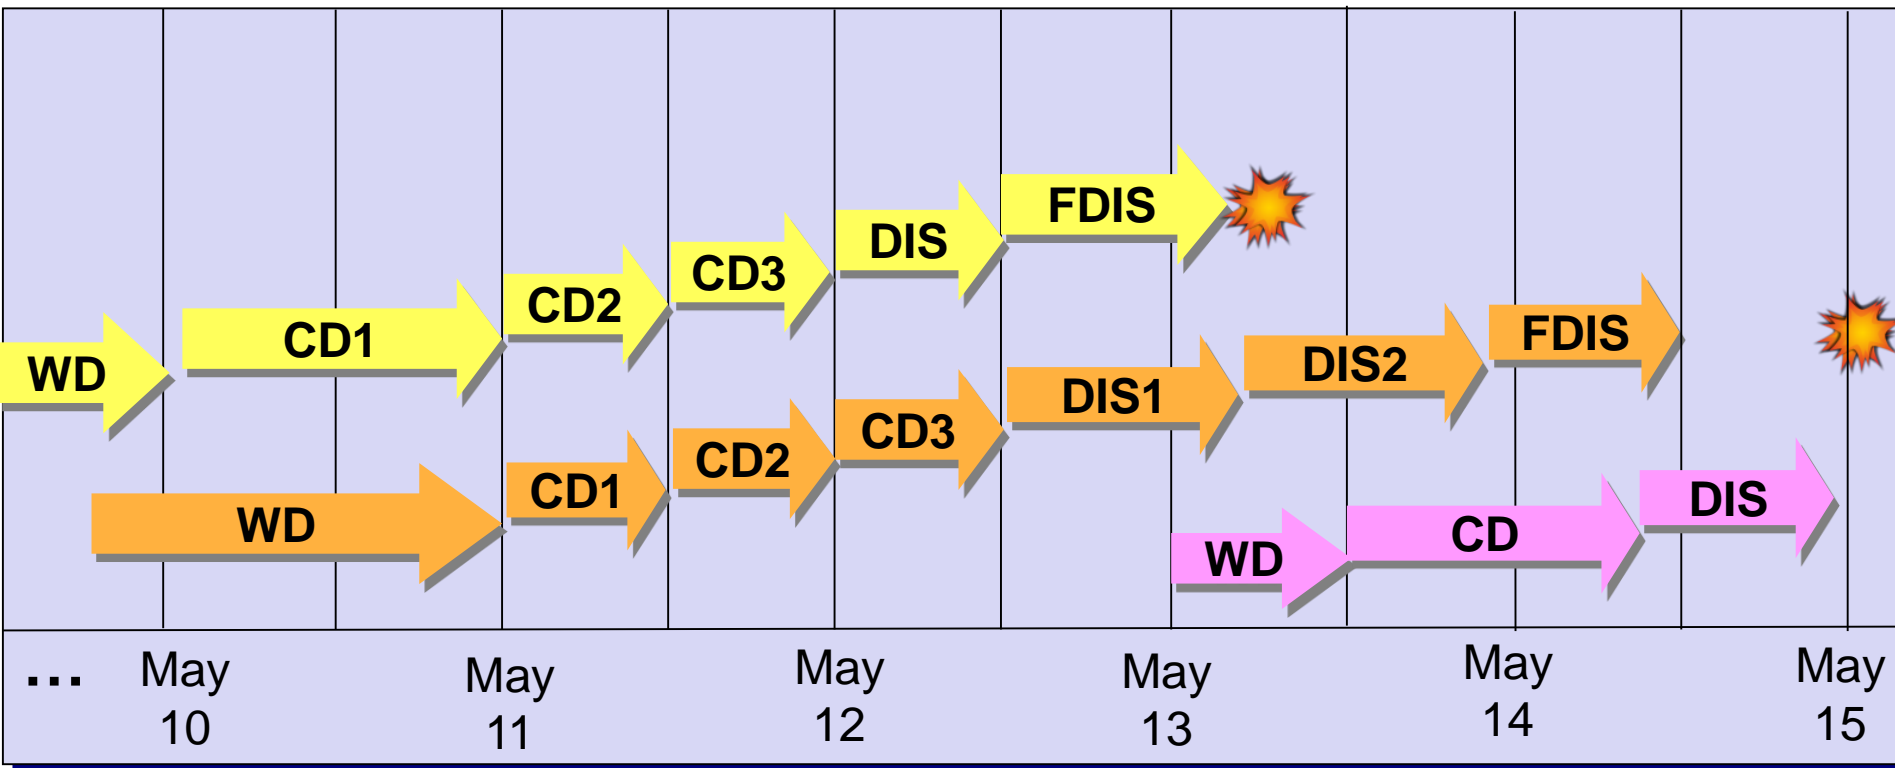 FDIS
DIS
CD3
CD2
CD1
WD
FDIS
DIS2
DIS1
CD3
CD2
CD1
WD
DIS
CD
WD
... May May May May May May
10 11 12 13 14 15